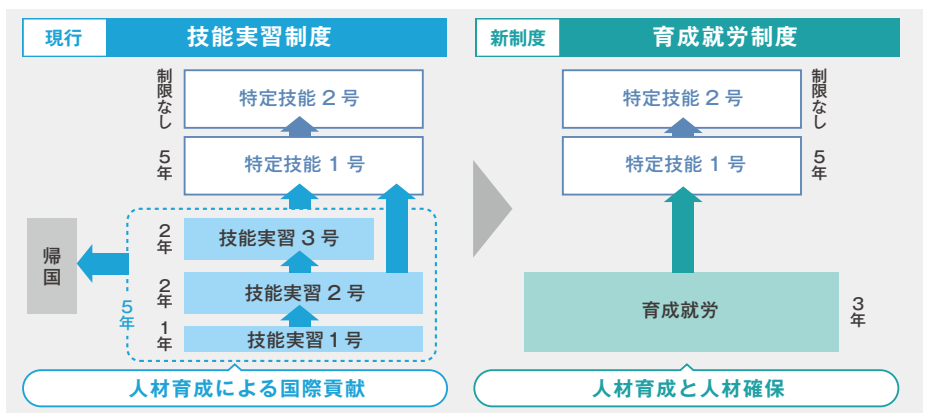 現行
技能実習制度
制限なし
特定技能2号
5年
特定技能1号
2年
技能実習3号
帰国
2年
技能実習2号
5年
1年
技能実習1号
人材育成による国際貢献
新制度
育成就労制度
特定技能2号
制限なし
特定技能1号
5年
育成就労
3年
人材育成と人材確保